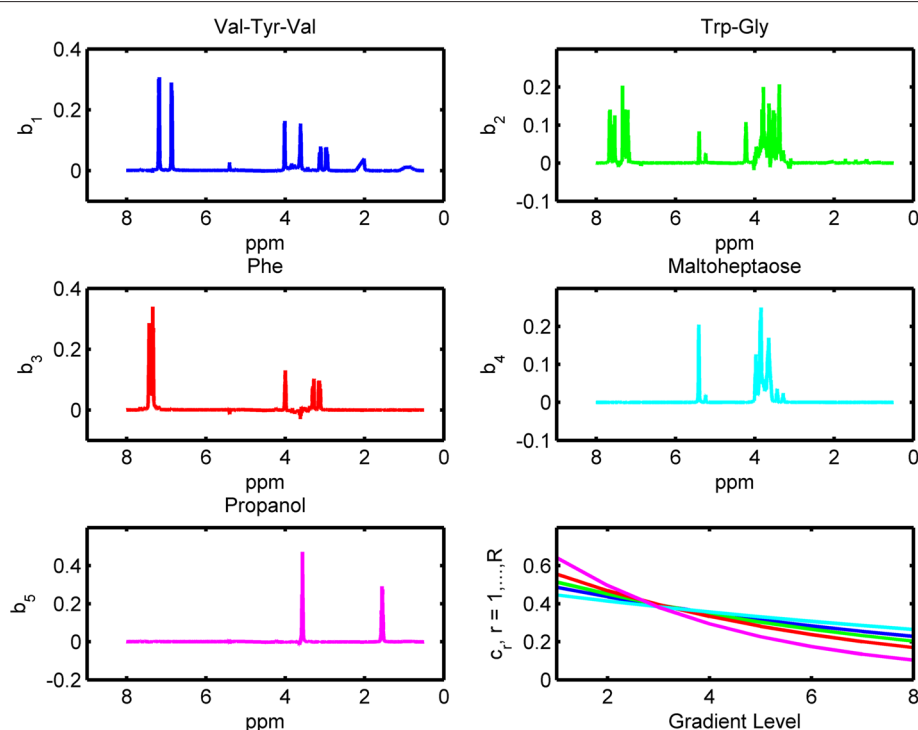 Val-Tyr-Val
Trp-Gly
0.4
0.2
0
b1
8 6 4 2 0
ppm
0.2
0.1
0
-0.1
b2
8 6 4 2 0
ppm
Phe
Maltoheptaose
0.4
0.2
0
b3
8 6 4 2 0
ppm
0.2
0.1
0
-0.1
b4
8 6 4 2 0
ppm
Propanol
0.4
0.2
0
-0.2
b5
8 6 4 2 0
ppm
0.6
0.4
0.2
0
cr, r = 1,...,R
2 4 6 8
Gradient Level